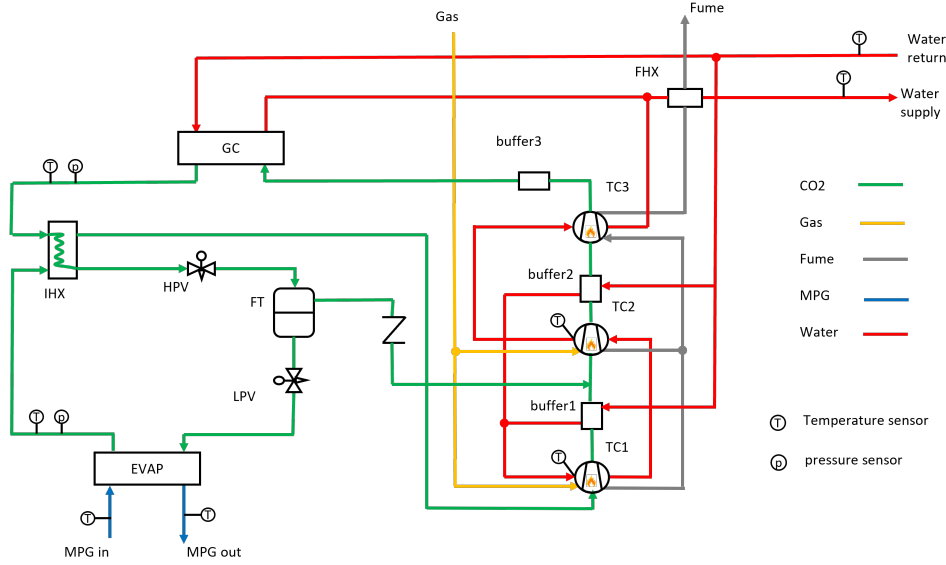 Gas
Fume
T
Water
return
FHX
T
Water
supply
GC
buffer3
T
p
TC3
CO2
Gas
IHX
HPV
buffer2
Fume
FT
TC2
MPG
T
Water
LPV
buffer1
T
p
T
Temperature sensor
TC1
T
EVAP
p
pressure sensor
T
T
MPG in
MPG out